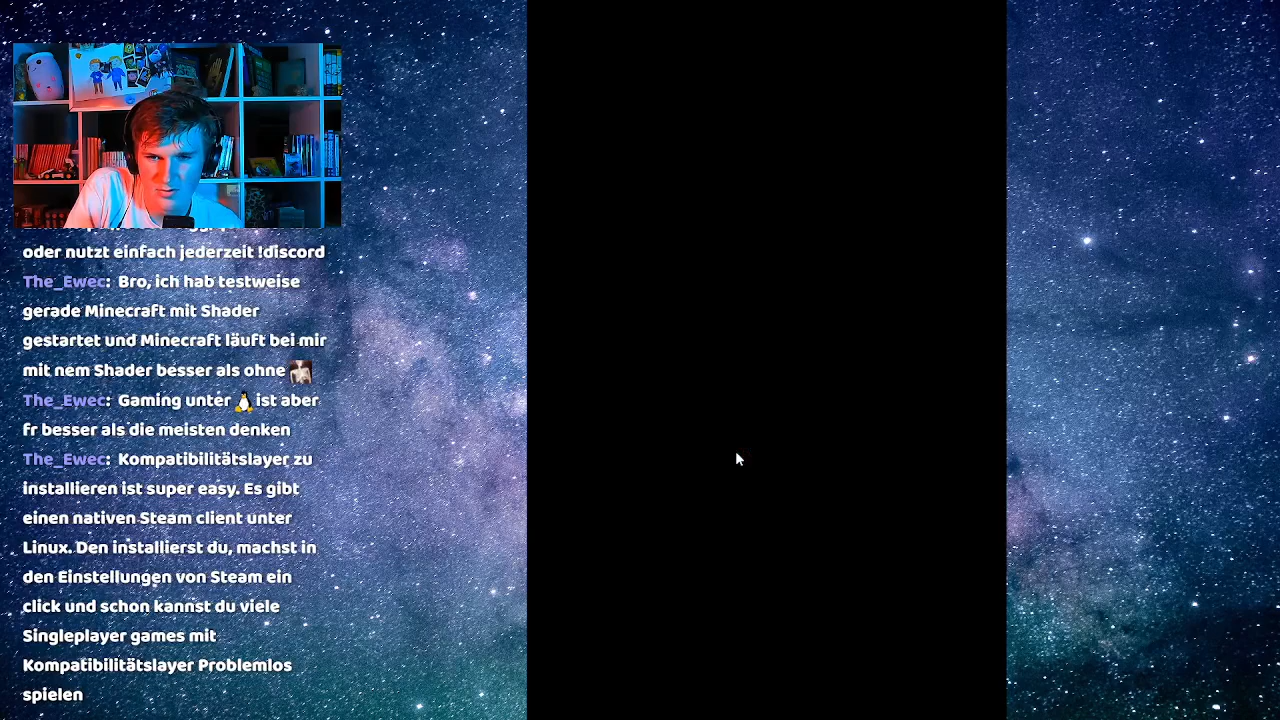 oder nutzt einfach jederzeit !discord
The_Ewec: Bro, ich hab testweise
gerade Minecraft mit Shader
gestartet und Minecraft läuft bei mir
mit nem Shader besser als ohne
The_Ewec: Gaming unter ist aber
fr besser als die meisten denken
The_Ewec: Kompatibilitätslayer zu
installieren ist super easy. Es gibt
einen nativen Steam client unter
Linux. Den installierst du, machst in
den Einstellungen von Steam ein
click und schon kannst du viele
Singleplayer games mit
Kompatibilitätslayer Problemlos
spielen